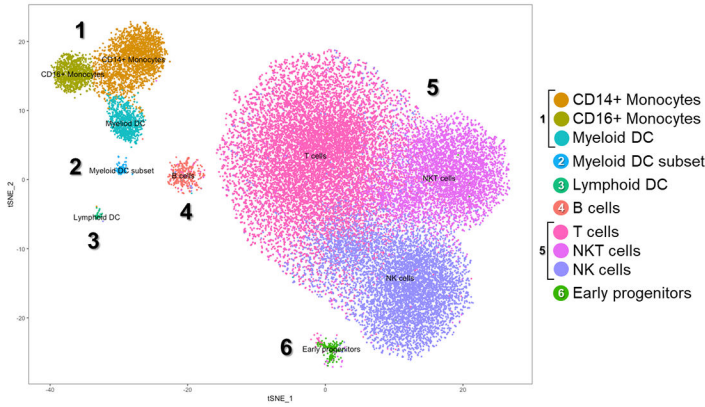 1
CD14+ Monocytes
CD16+ Monocytes
Myeloid DC
2
Myeloid DC subset
B cells
4
Lymphoid DC
3
5
T cells
NKT cells
NK cells
6
Early progenitors
20
10
0
-10
-20
tSNE_2
-40
-20
0
20
tSNE_1
1
CD14+ Monocytes
CD16+ Monocytes
Myeloid DC
2 Myeloid DC subset
3 Lymphoid DC
4 B cells
5
T cells
NKT cells
NK cells
6 Early progenitors